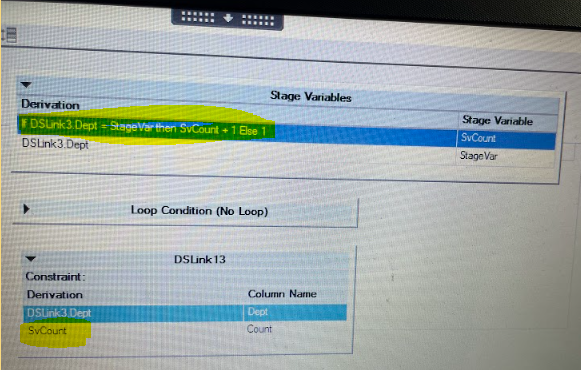 Stage Variables
Derivation Stage Variable
If DSLink3.Dept = StageVar then SvCount + 1 Else 1 SvCount
DSLink3.Dept StageVar
Loop Condition (No Loop)
DSLink13
Constraint:
Derivation Column Name
DSLink3.Dept Dept
SvCount Count